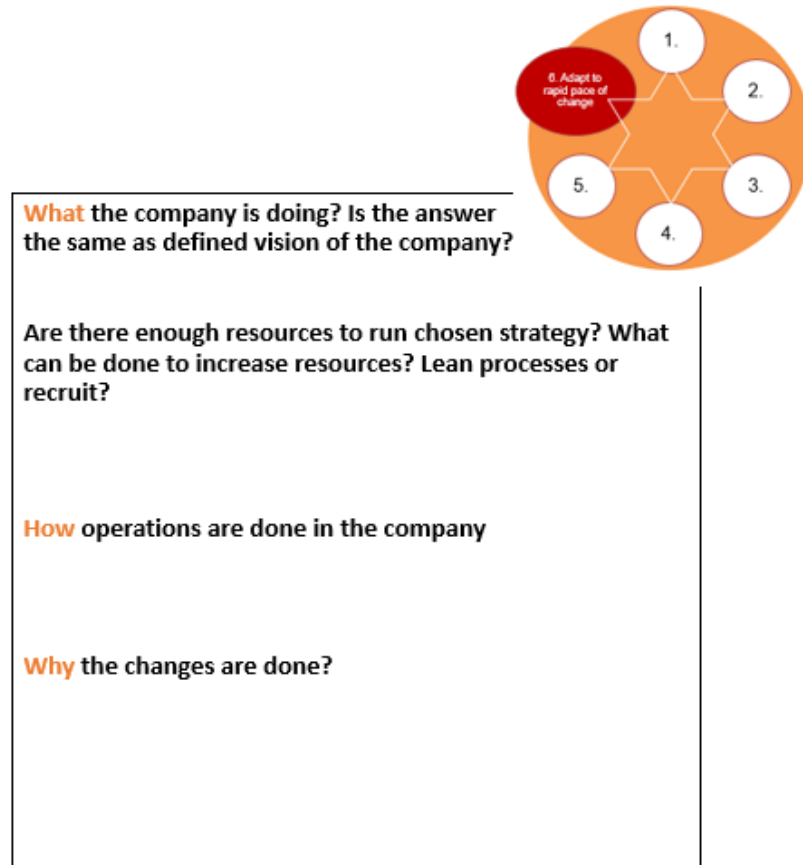 1.
6. Adapt to
rapid pace of
change
2.
5.
3.
4.
What the company is doing? Is the answer
the same as defined vision of the company?
Are there enough resources to run chosen strategy? What
can be done to increase resources? Lean processes or
recruit?
How operations are done in the company
Why the changes are done?